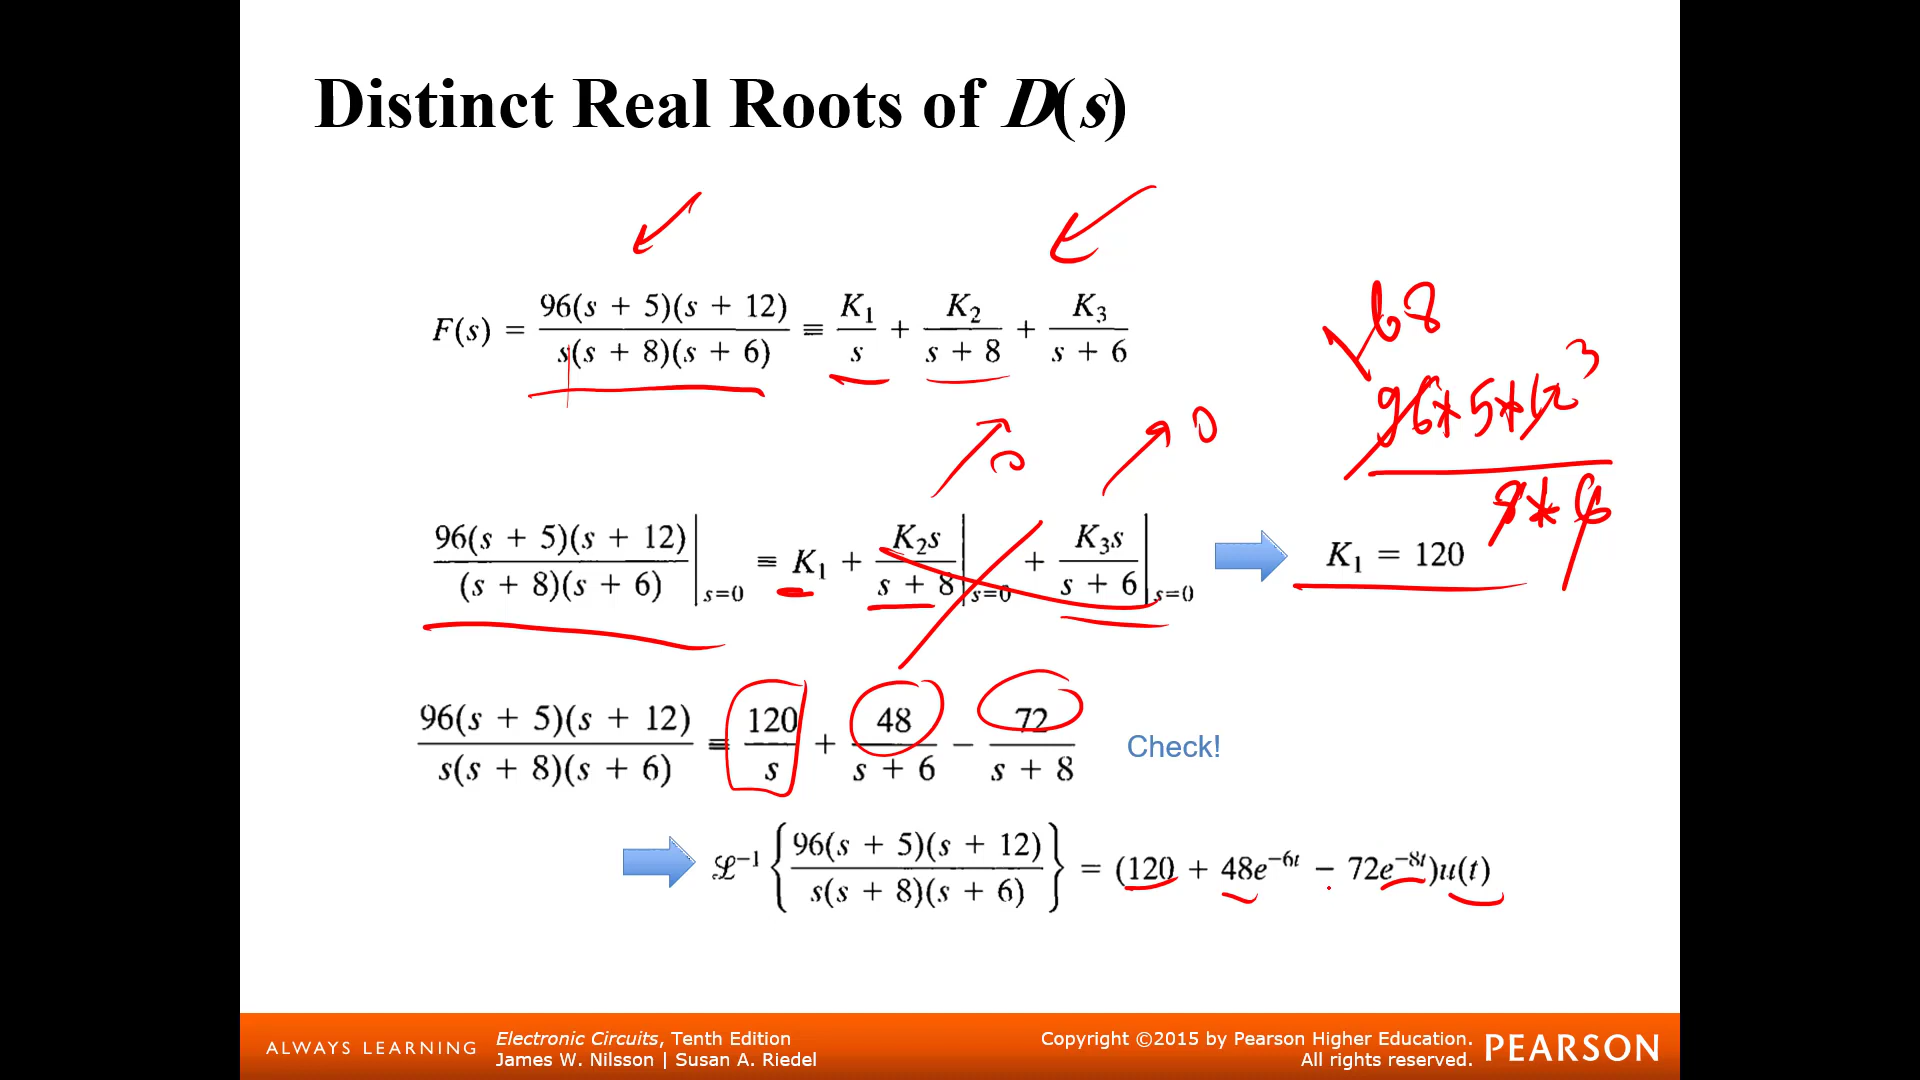 Distinct Real Roots of D(s)
F(s) = 96(s + 5)(s + 12) / s(s + 8)(s + 6) ≡ K₁/s + K₂/(s + 8) + K₃/(s + 6)
168
3
96*5*12
8*6
0
0
96(s + 5)(s + 12) / (s + 8)(s + 6) |s=0 ≡ K₁ + K₂s/(s + 8) |s=0 + K₃s/(s + 6) |s=0
K₁ = 120
96(s + 5)(s + 12) / s(s + 8)(s + 6) ≡ 120/s + 48/(s + 6) − 72/(s + 8)
Check!
ℒ⁻¹ { 96(s + 5)(s + 12) / s(s + 8)(s + 6) } = (120 + 48e⁻⁶ᵗ − 72e⁻⁸ᵗ)u(t)
ALWAYS LEARNING
Electronic Circuits, Tenth Edition
James W. Nilsson | Susan A. Riedel
Copyright ©2015 by Pearson Higher Education.
All rights reserved.
PEARSON